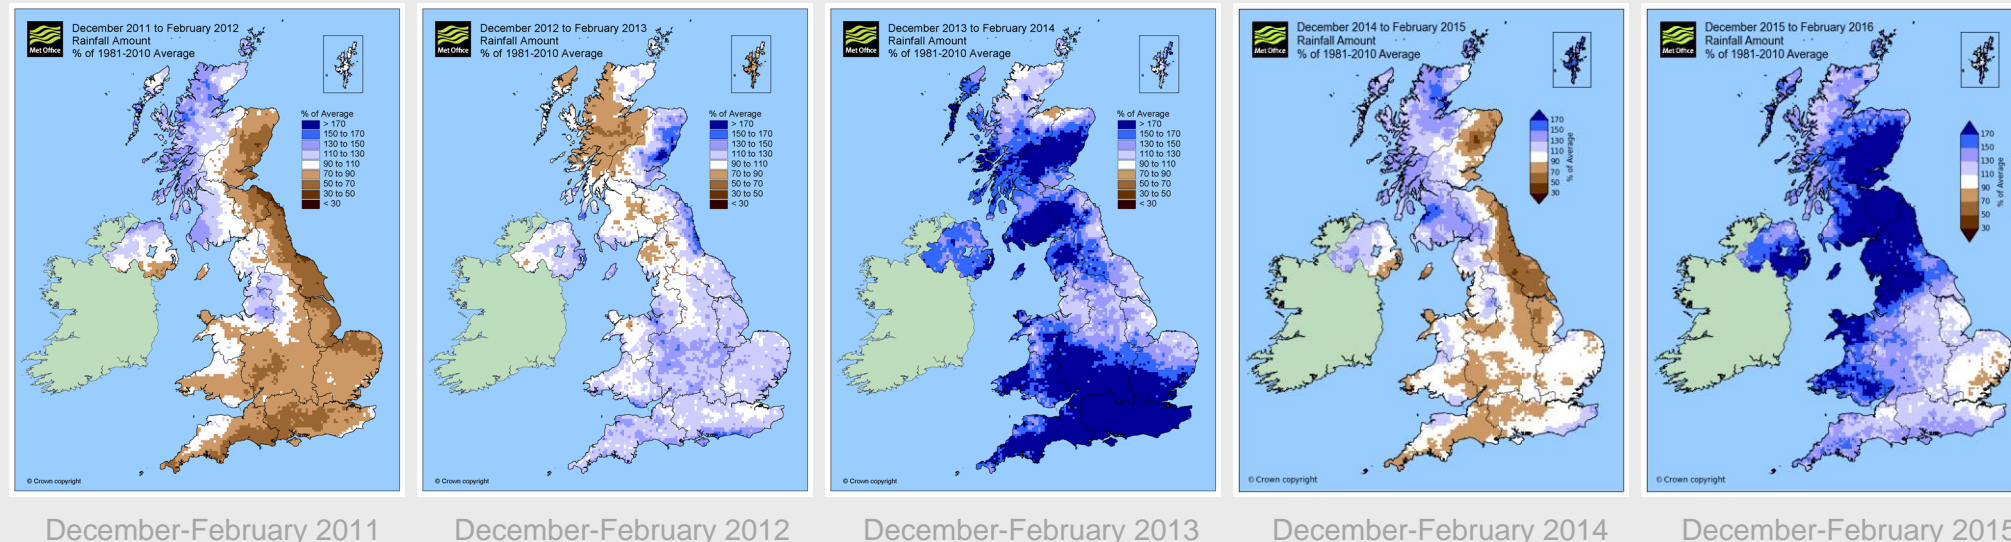 December 2011 to February 2012
Rainfall Amount
% of 1981-2010 Average
Met Office
% of Average
> 170
150 to 170
130 to 150
110 to 130
90 to 110
70 to 90
50 to 70
30 to 50
< 30
© Crown copyright
December-February 2011
December 2012 to February 2013
Rainfall Amount
% of 1981-2010 Average
Met Office
% of Average
> 170
150 to 170
130 to 150
110 to 130
90 to 110
70 to 90
50 to 70
30 to 50
< 30
© Crown copyright
December-February 2012
December 2013 to February 2014
Rainfall Amount
% of 1981-2010 Average
Met Office
% of Average
> 170
150 to 170
130 to 150
110 to 130
90 to 110
70 to 90
50 to 70
30 to 50
< 30
© Crown copyright
December-February 2013
December 2014 to February 2015
Rainfall Amount
% of 1981-2010 Average
Met Office
170
150
130
110
90
70
50
30
% of Average
© Crown copyright
December-February 2014
December 2015 to February 2016
Rainfall Amount
% of 1981-2010 Average
Met Office
170
150
130
110
90
70
50
30
% of Average
© Crown copyright
December-February 2015